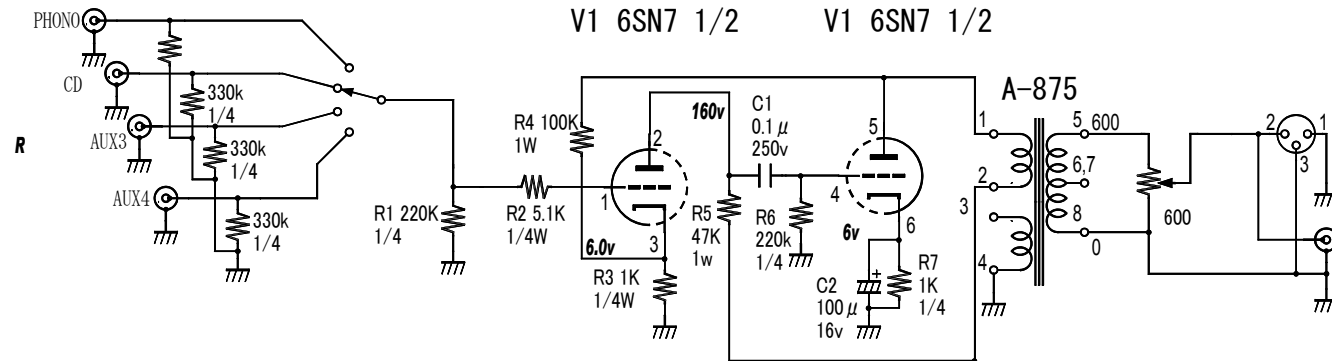 V1 6SN7 1/2
V1 6SN7 1/2
PHONO
CD
AUX3
AUX4
R
330k
1/4
330k
1/4
330k
1/4
R1 220K
1/4
R2 5.1K
1/4W
R4 100K
1W
2
1
3
6.0v
R3 1K
1/4W
160v
C1
0.1μ
250v
R5
47K
1w
R6
220k
1/4
5
4
6
6v
C2
100μ
16v
R7
1K
1/4
A-875
1
2
3
4
5
600
6,7
8
0
600
2
1
3